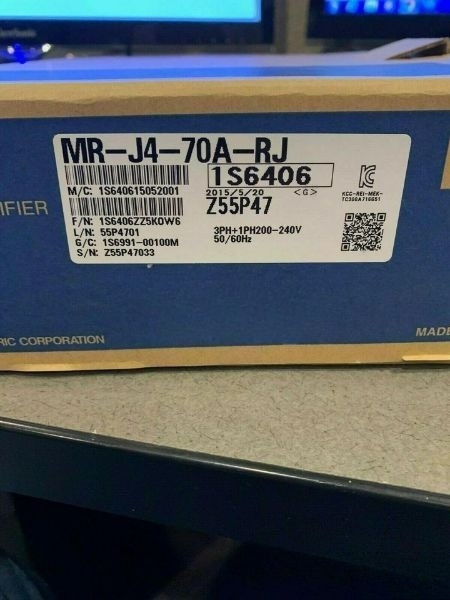 MR-J4-70A-RJ
1S6406
M/C: 1S640615052001
2015/5/20 <G>
Z55P47
KCC-REI-MEK-
TC300A716G51
IFIER
F/N: 1S6406ZZ5K0W6
L/N: 55P4701
G/C: 1S6991-00100M
S/N: Z55P47033
3PH+1PH200-240V
50/60Hz
RIC CORPORATION
MADE